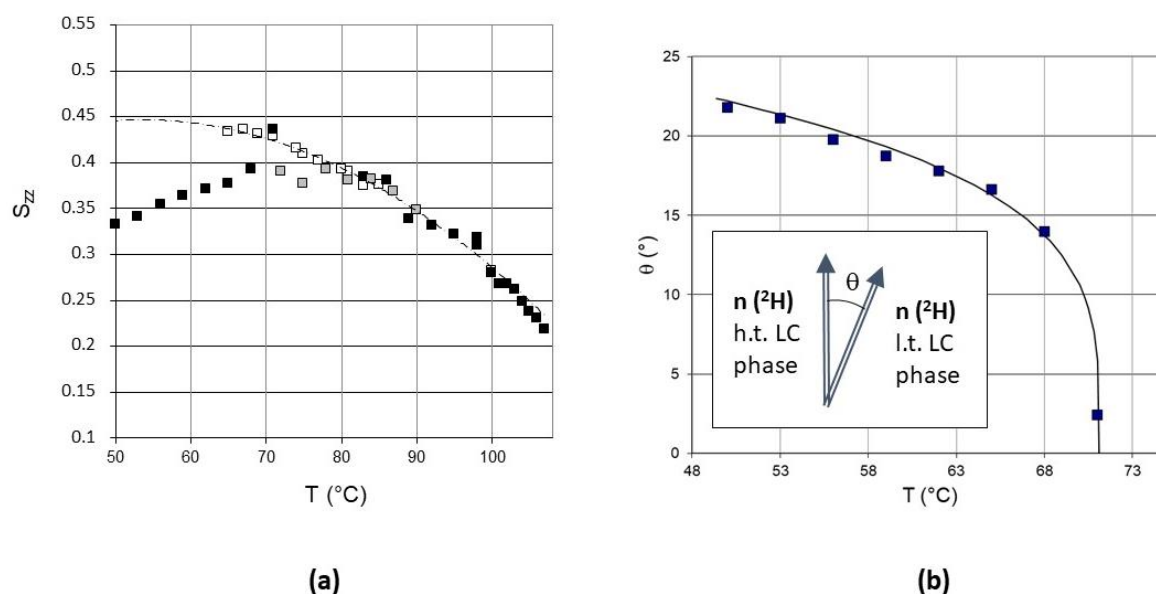 0.55
0.5
0.45
0.4
0.35
0.3
0.25
0.2
0.15
0.1
Szz
50
60
70
80
90
100
T (°C)
(a)
25
20
15
10
5
0
θ (°)
48
53
58
63
68
73
T (°C)
n (²H)
h.t. LC
phase
θ
n (²H)
l.t. LC
phase
(b)